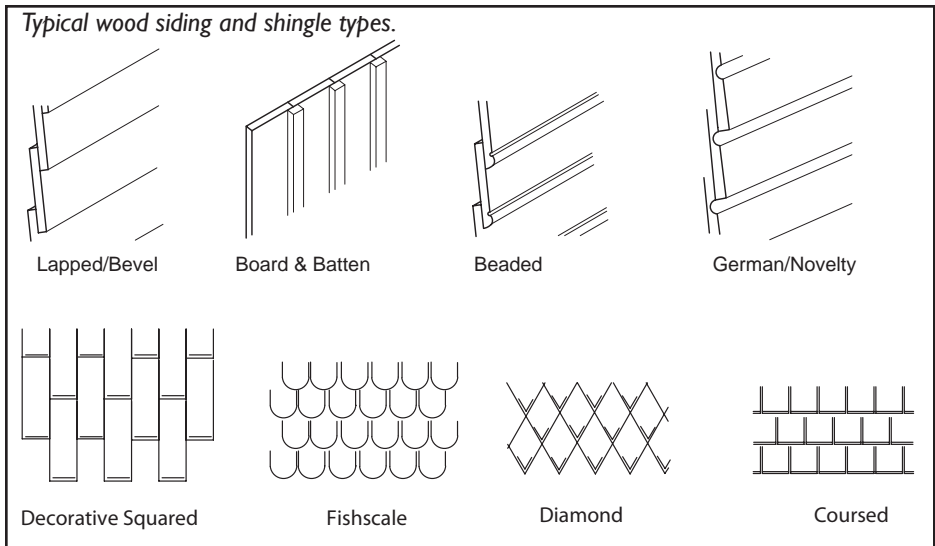 Typical wood siding and shingle types.
Lapped/Bevel
Board & Batten
Beaded
German/Novelty
Decorative Squared
Fishscale
Diamond
Coursed